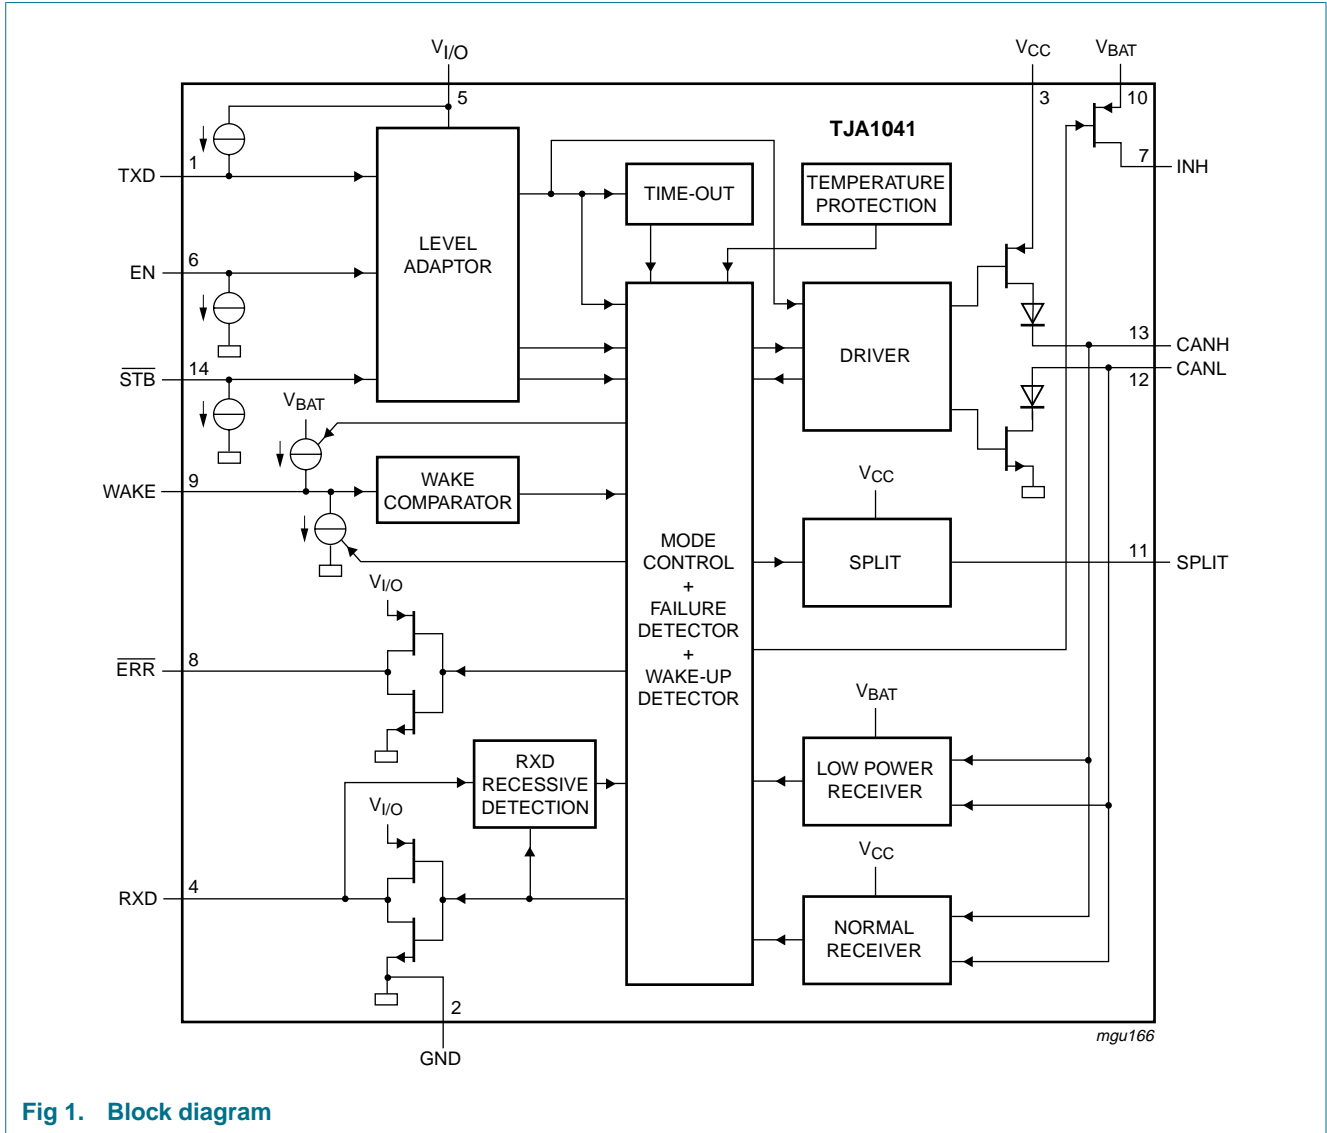 VI/O
VCC
VBAT
5
3
10
TJA1041
1
TXD
7
INH
TIME-OUT
TEMPERATURE
PROTECTION
LEVEL
ADAPTOR
6
EN
13
CANH
DRIVER
14
STB
12
CANL
VBAT
WAKE
COMPARATOR
9
WAKE
VCC
MODE
CONTROL
+
FAILURE
DETECTOR
+
WAKE-UP
DETECTOR
SPLIT
11
SPLIT
VI/O
8
ERR
VBAT
RXD
RECESSIVE
DETECTION
LOW POWER
RECEIVER
VI/O
VCC
4
RXD
NORMAL
RECEIVER
2
GND
mgu166
Fig 1. Block diagram